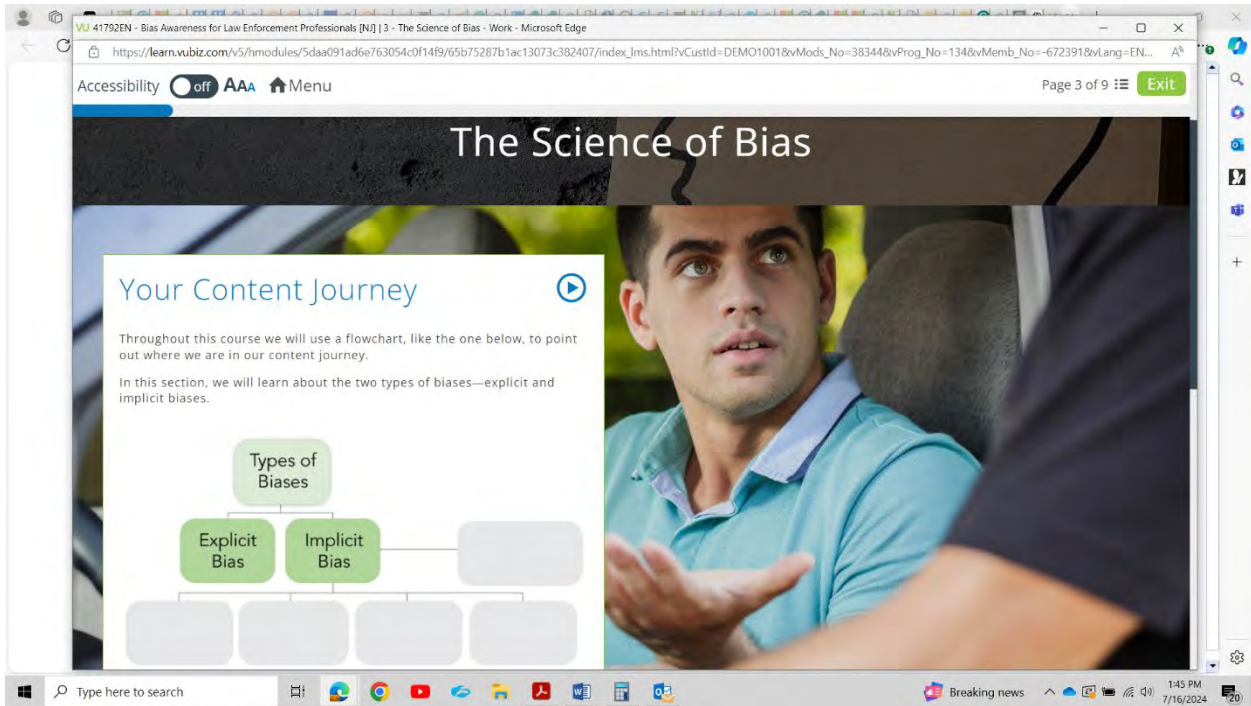 VU 41792EN - Bias Awareness for Law Enforcement Professionals [NJ] | 3 - The Science of Bias - Work - Microsoft Edge
https://learn.vubiz.com/v5/hmodules/5daa091ad6e763054c0f14f9/65b75287b1ac13073c382407/index_lms.html?vCustId=DEMO1001&vMods_No=38344&vProg_No=134&vMemb_No=-672391&vLang=EN...
Accessibility off AAA Menu
Page 3 of 9 Exit
The Science of Bias
Your Content Journey
Throughout this course we will use a flowchart, like the one below, to point
out where we are in our content journey.
In this section, we will learn about the two types of biases—explicit and
implicit biases.
Types of
Biases
Explicit
Bias
Implicit
Bias
Type here to search
Breaking news
1:45 PM
7/16/2024
20